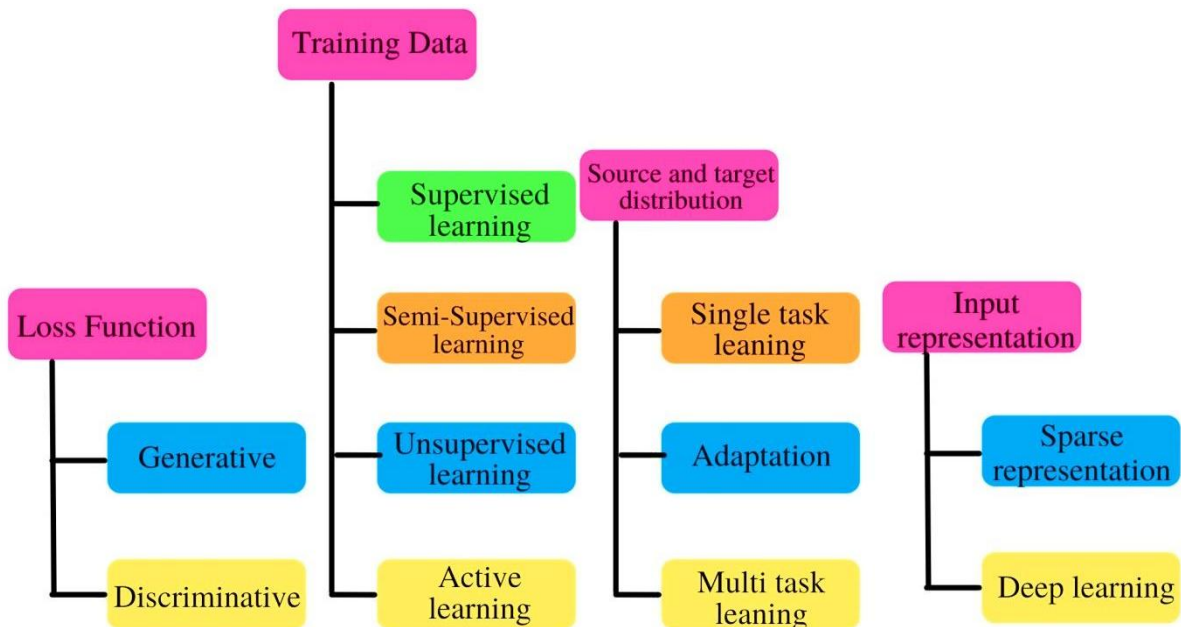 Training Data
Supervised
learning
Semi-Supervised
learning
Unsupervised
learning
Active
learning
Source and target
distribution
Single task
leaning
Adaptation
Multi task
leaning
Loss Function
Generative
Discriminative
Input
representation
Sparse
representation
Deep learning